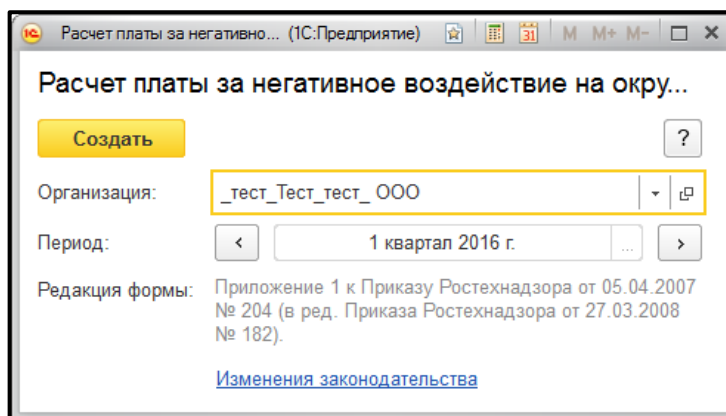 1С Расчет платы за негативно... (1С:Предприятие) 31 M M+ M-
Расчет платы за негативное воздействие на окру...
Создать ?
Организация: _тест_Тест_тест_ ООО
Период: < 1 квартал 2016 г. ... >
Редакция формы: Приложение 1 к Приказу Ростехнадзора от 05.04.2007
№ 204 (в ред. Приказа Ростехнадзора от 27.03.2008
№ 182).
Изменения законодательства